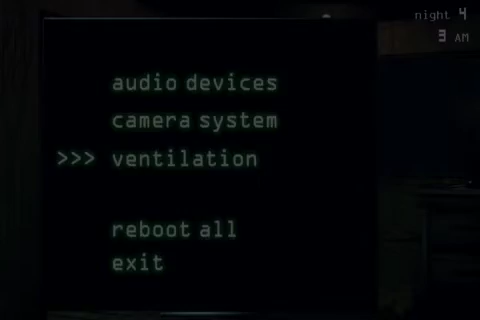 night 4
3 AM
audio devices
camera system
>>> ventilation
reboot all
exit